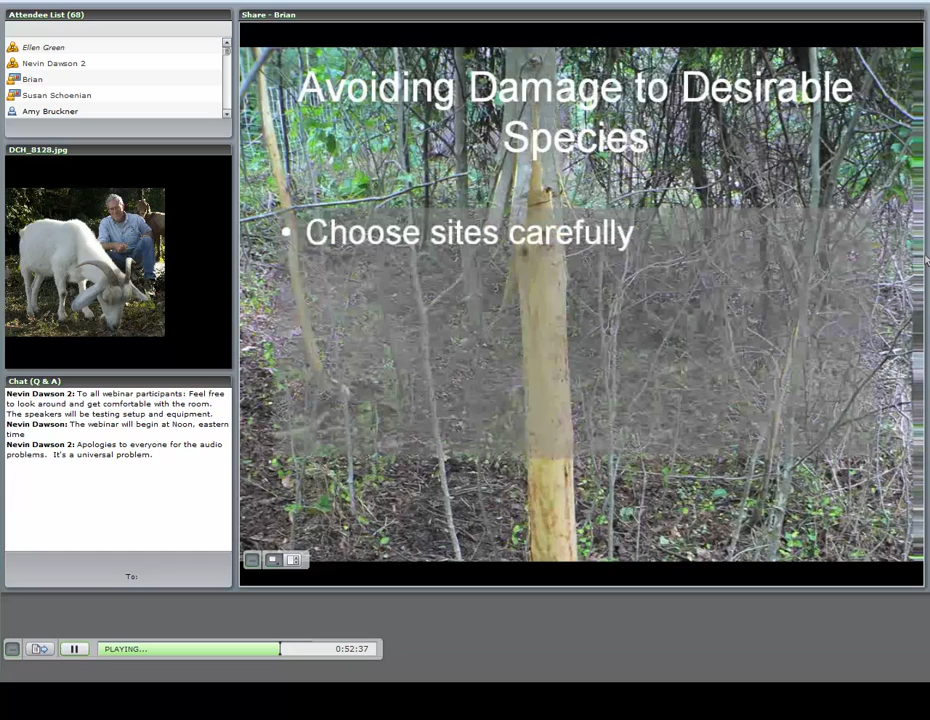 Attendee List (68)
Ellen Green
Nevin Dawson 2
Brian
Susan Schoenian
Amy Bruckner
DCH_8128.jpg
Chat (Q & A)
Nevin Dawson 2: To all webinar participants: Feel free
to look around and get comfortable with the room.
The speakers will be testing setup and equipment.
Nevin Dawson: The webinar will begin at Noon, eastern
time
Nevin Dawson 2: Apologies to everyone for the audio
problems. It's a universal problem.
To:
Share - Brian
Avoiding Damage to Desirable
Species
• Choose sites carefully
PLAYING...
0:52:37